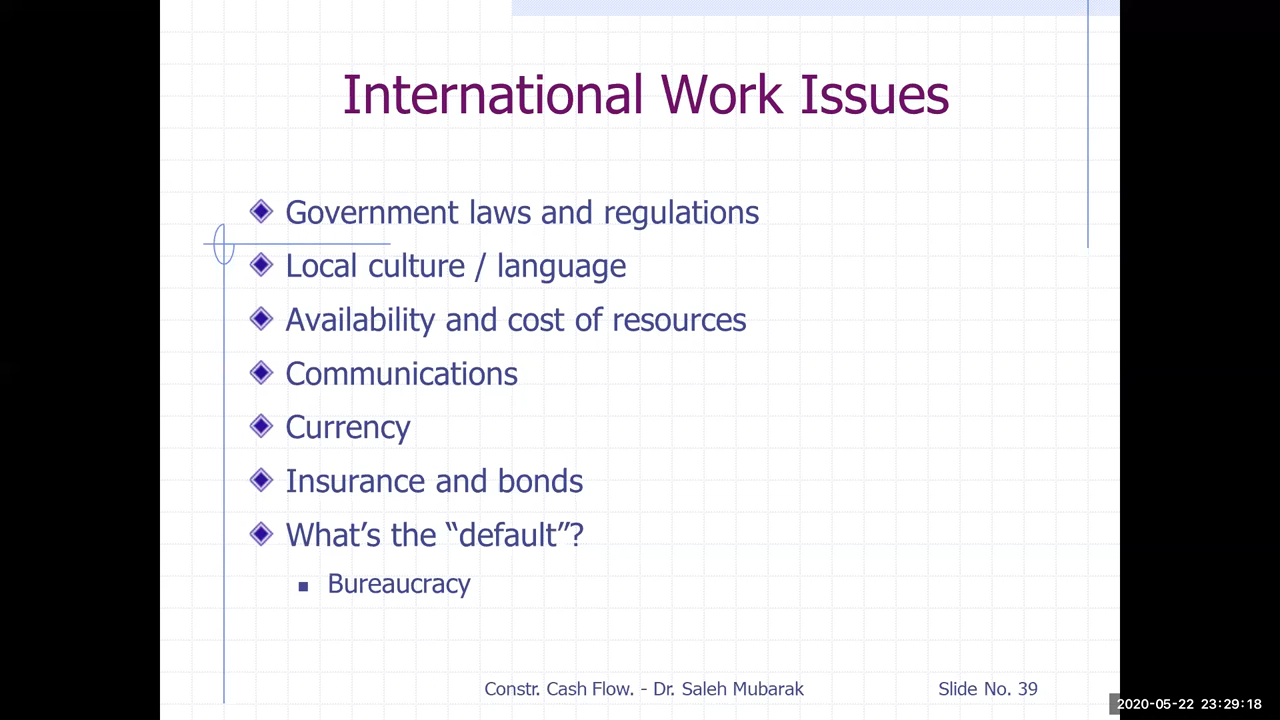 International Work Issues
Government laws and regulations
Local culture / language
Availability and cost of resources
Communications
Currency
Insurance and bonds
What’s the “default”?
Bureaucracy
Constr. Cash Flow. - Dr. Saleh Mubarak
Slide No. 39
2020-05-22 23:29:18